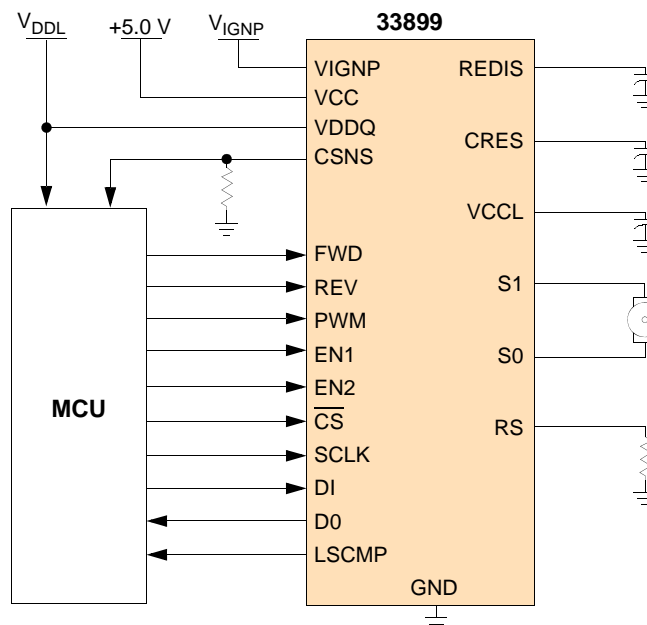 33899
VDDL
+5.0 V
VIGNP
VIGNP
VCC
VDDQ
CSNS
FWD
REV
PWM
EN1
EN2
CS
SCLK
DI
D0
LSCMP
REDIS
CRES
VCCL
S1
S0
RS
GND
MCU